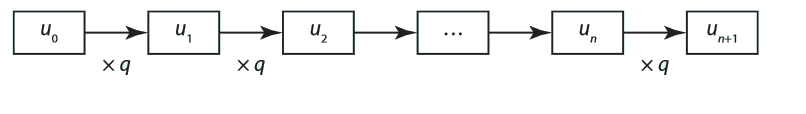 u₀ u₁ u₂ ... uₙ uₙ₊₁
× q × q × q